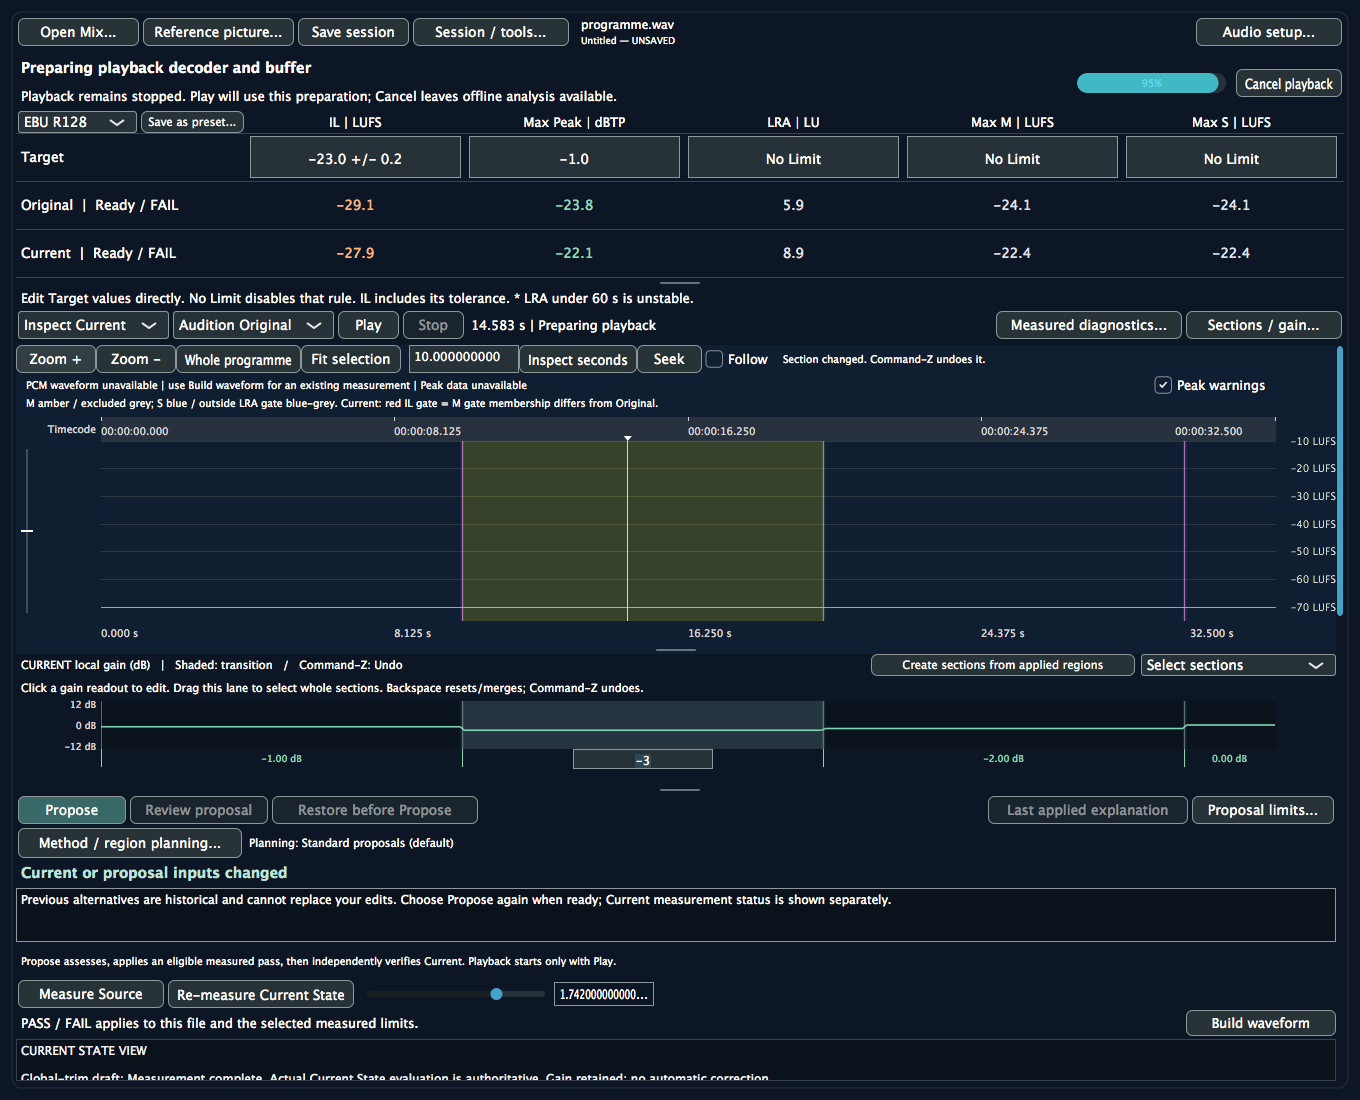 Open Mix... Reference picture... Save session Session / tools... programme.wav Audio setup...
Untitled — UNSAVED
Preparing playback decoder and buffer
95% Cancel playback
Playback remains stopped. Play will use this preparation; Cancel leaves offline analysis available.
EBU R128 Save as preset... IL | LUFS Max Peak | dBTP LRA | LU Max M | LUFS Max S | LUFS
Target -23.0 +/- 0.2 -1.0 No Limit No Limit No Limit
Original | Ready / FAIL -29.1 -23.8 5.9 -24.1 -24.1
Current | Ready / FAIL -27.9 -22.1 8.9 -22.4 -22.4
Edit Target values directly. No Limit disables that rule. IL includes its tolerance. * LRA under 60 s is unstable.
Inspect Current Audition Original Play Stop 14.583 s | Preparing playback Measured diagnostics... Sections / gain...
Zoom + Zoom - Whole programme Fit selection 10.000000000 Inspect seconds Seek Follow Section changed. Command-Z undoes it.
PCM waveform unavailable | use Build waveform for an existing measurement | Peak data unavailable Peak warnings
M amber / excluded grey; S blue / outside LRA gate blue-grey. Current: red IL gate = M gate membership differs from Original.
Timecode 00:00:00.000 00:00:08.125 00:00:16.250 00:00:24.375 00:00:32.500
-10 LUFS
-20 LUFS
-30 LUFS
-40 LUFS
-50 LUFS
-60 LUFS
-70 LUFS
0.000 s 8.125 s 16.250 s 24.375 s 32.500 s
CURRENT local gain (dB) | Shaded: transition / Command-Z: Undo Create sections from applied regions Select sections
Click a gain readout to edit. Drag this lane to select whole sections. Backspace resets/merges; Command-Z undoes.
12 dB
0 dB
-12 dB
-1.00 dB -3 -2.00 dB 0.00 dB
Propose Review proposal Restore before Propose Last applied explanation Proposal limits...
Method / region planning... Planning: Standard proposals (default)
Current or proposal inputs changed
Previous alternatives are historical and cannot replace your edits. Choose Propose again when ready; Current measurement status is shown separately.
Propose assesses, applies an eligible measured pass, then independently verifies Current. Playback starts only with Play.
Measure Source Re-measure Current State 1.742000000000...
PASS / FAIL applies to this file and the selected measured limits. Build waveform
CURRENT STATE VIEW
Global-trim draft: Measurement complete. Actual Current State evaluation is authoritative. Gain retained; no automatic correction.